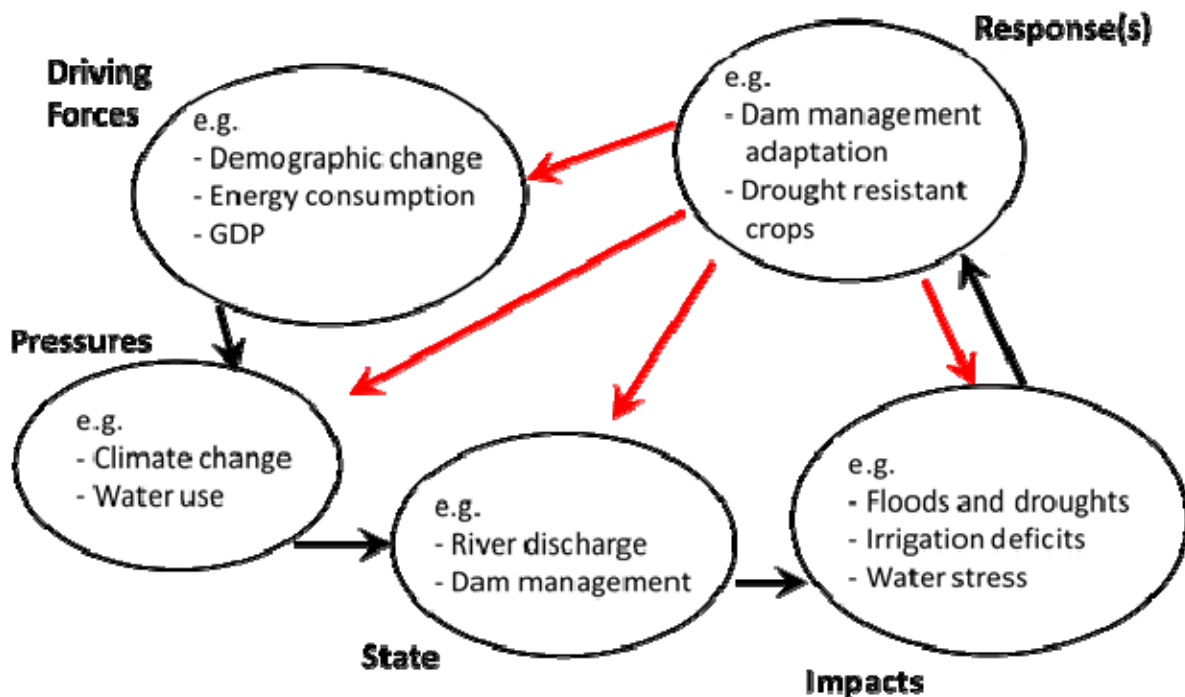 Driving
Forces
e.g.
- Demographic change
- Energy consumption
- GDP
Response(s)
e.g.
- Dam management
adaptation
- Drought resistant
crops
Pressures
e.g.
- Climate change
- Water use
e.g.
- River discharge
- Dam management
State
e.g.
- Floods and droughts
- Irrigation deficits
- Water stress
Impacts